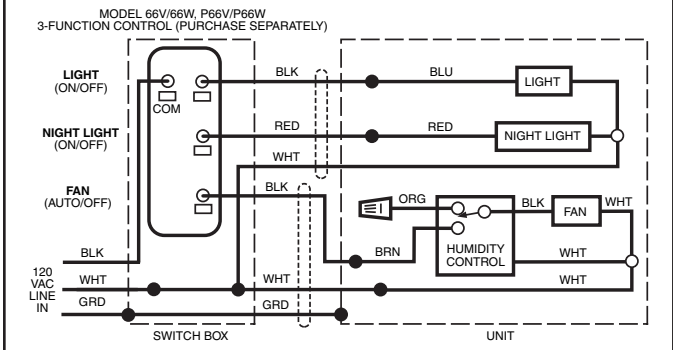 MODEL 66V/66W, P66V/P66W
3-FUNCTION CONTROL (PURCHASE SEPARATELY)
LIGHT
(ON/OFF)
COM
BLK
BLU
LIGHT
NIGHT LIGHT
(ON/OFF)
RED
RED
NIGHT LIGHT
WHT
FAN
(AUTO/OFF)
BLK
ORG
BLK
FAN
WHT
BRN
HUMIDITY
CONTROL
WHT
BLK
120
VAC
LINE
IN
WHT
WHT
WHT
GRD
GRD
SWITCH BOX
UNIT